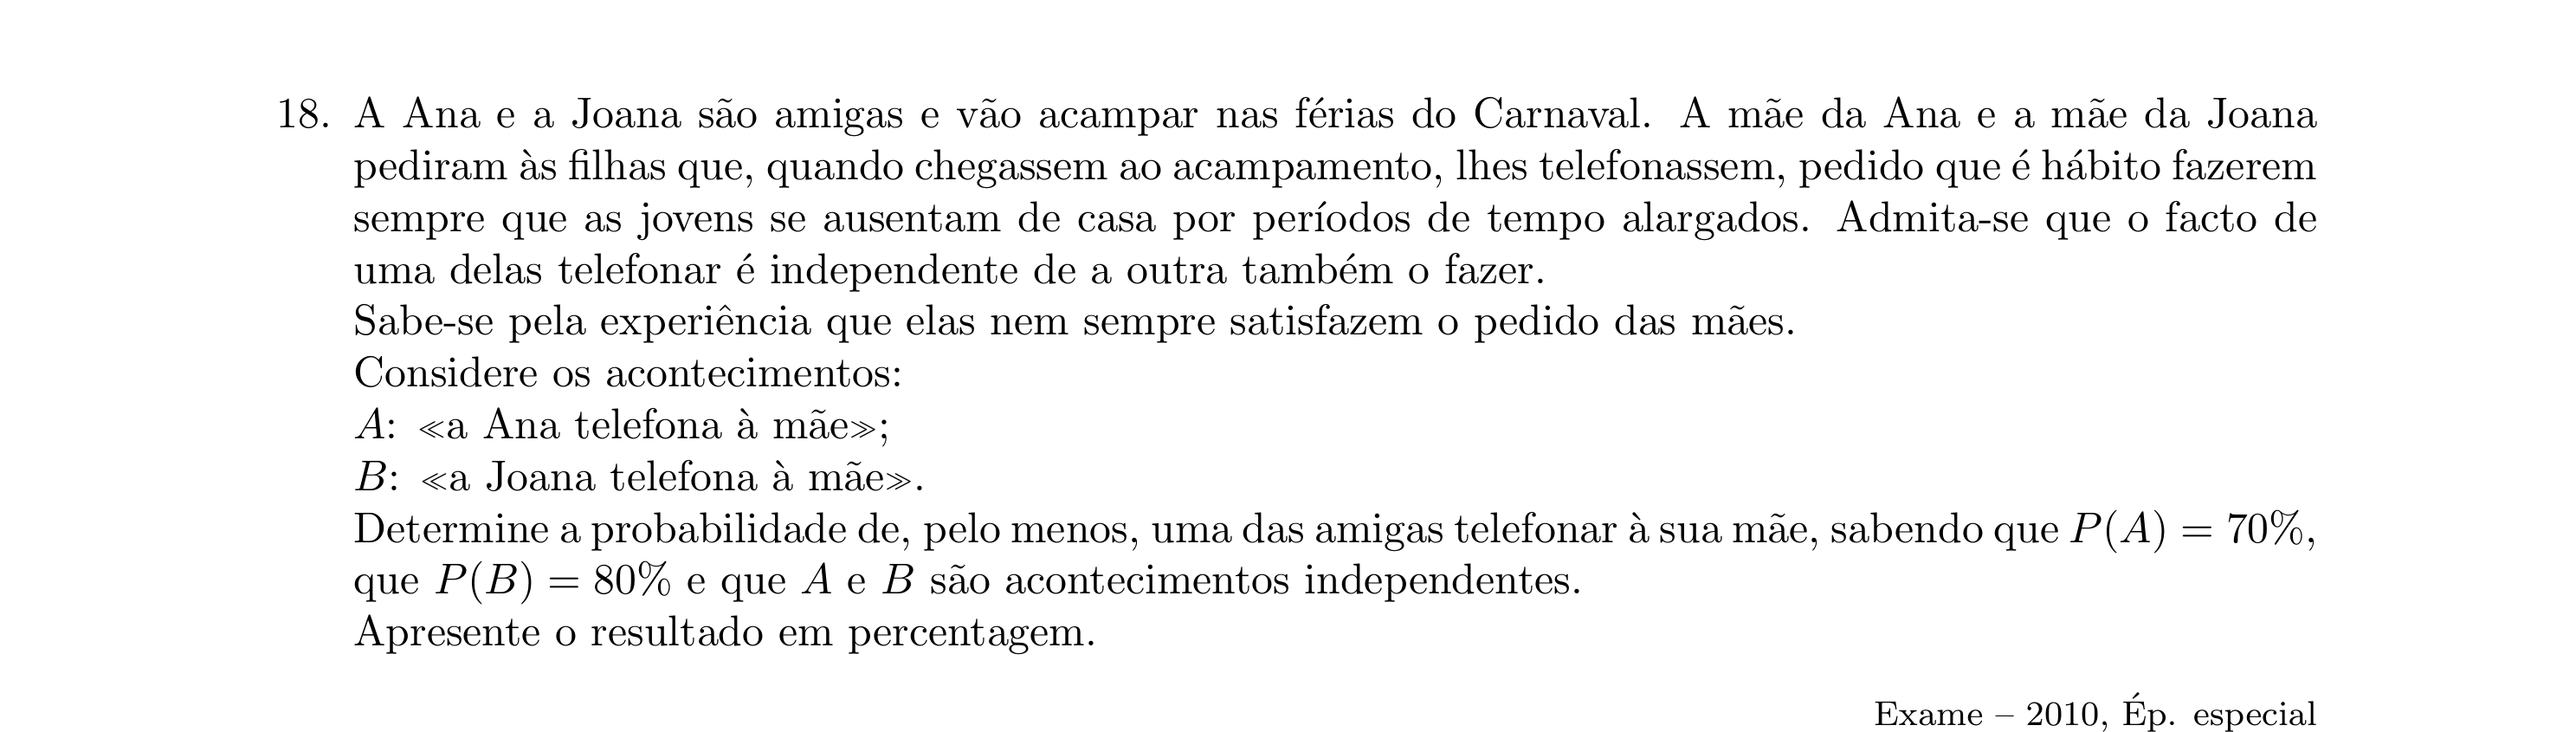 18. A Ana e a Joana são amigas e vão acampar nas férias do Carnaval. A mãe da Ana e a mãe da Joana
pediram às filhas que, quando chegassem ao acampamento, lhes telefonassem, pedido que é hábito fazerem
sempre que as jovens se ausentam de casa por períodos de tempo alargados. Admita-se que o facto de
uma delas telefonar é independente de a outra também o fazer.
Sabe-se pela experiência que elas nem sempre satisfazem o pedido das mães.
Considere os acontecimentos:
A: ≪a Ana telefona à mãe≫;
B: ≪a Joana telefona à mãe≫.
Determine a probabilidade de, pelo menos, uma das amigas telefonar à sua mãe, sabendo que P(A) = 70%,
que P(B) = 80% e que A e B são acontecimentos independentes.
Apresente o resultado em percentagem.
Exame – 2010, Ép. especial